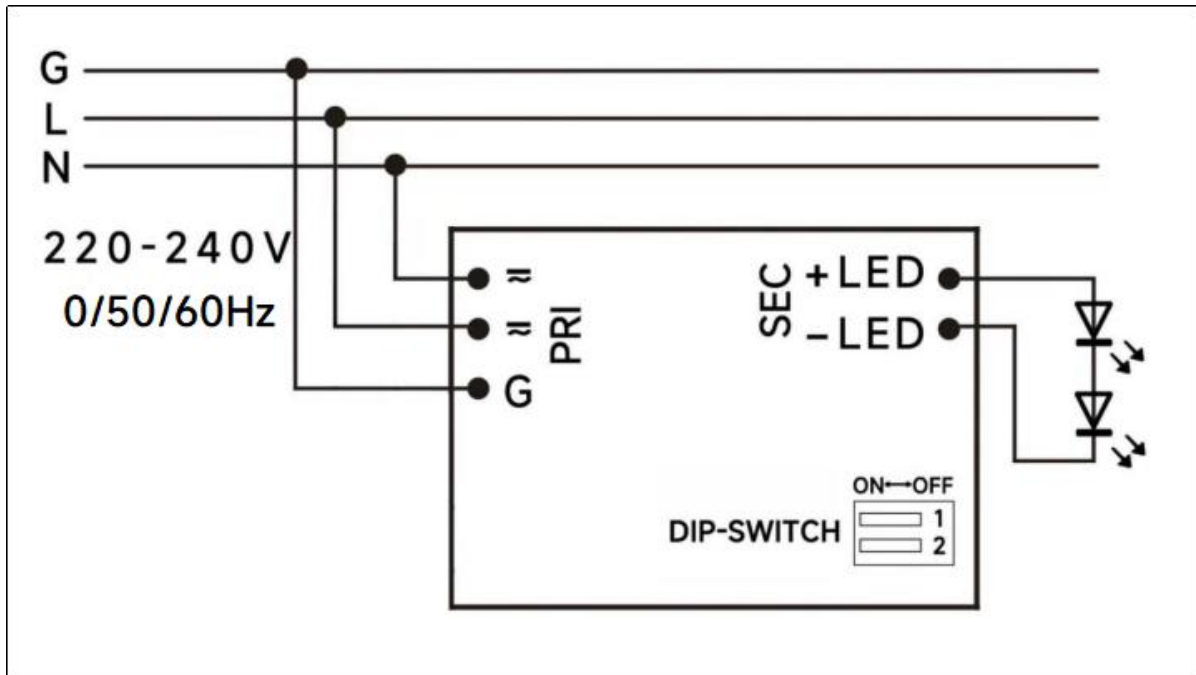 G
L
N
220-240V
0/50/60Hz
≂
≂
G
PRI
SEC
+LED
-LED
ON↔OFF
DIP-SWITCH
1
2